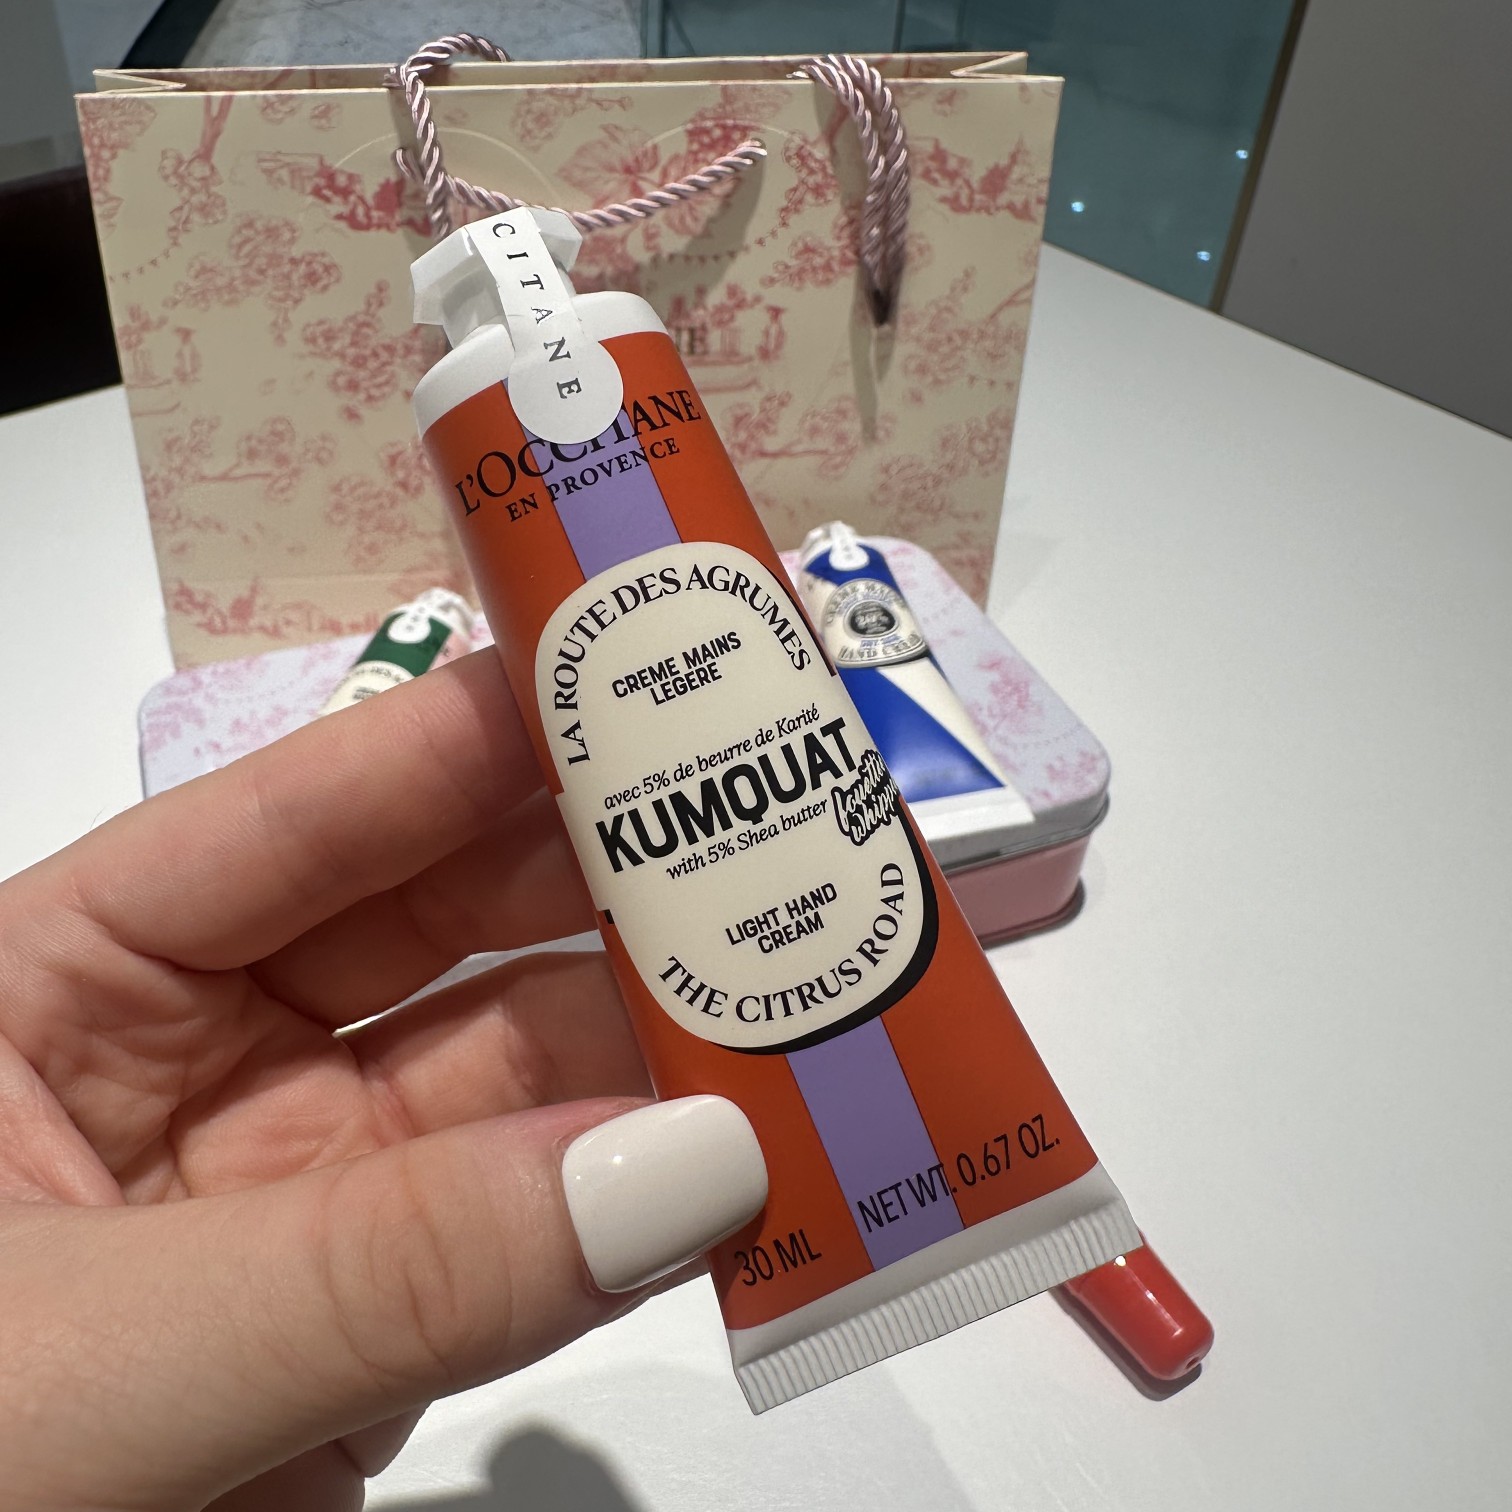 CITANE
L'OCCITANE
EN PROVENCE
LA ROUTE DES AGRUMES
CREME MAINS
LEGERE
avec 5% de beurre de Karité
KUMQUAT
with 5% Shea butter
LIGHT HAND
CREAM
THE CITRUS ROAD
30 ML
NET WT. 0.67 OZ.
HAND